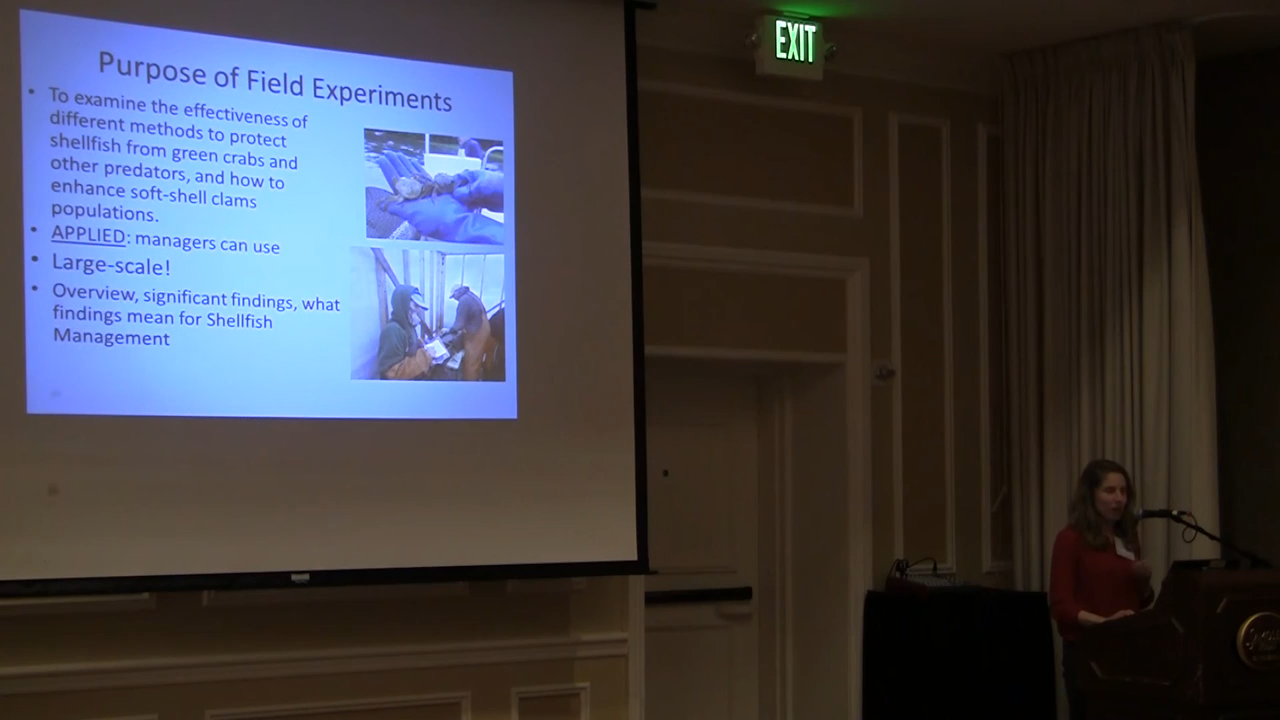 Purpose of Field Experiments
• To examine the effectiveness of
different methods to protect
shellfish from green crabs and
other predators, and how to
enhance soft-shell clams
populations.
• APPLIED: managers can use
• Large-scale!
• Overview, significant findings, what
findings mean for Shellfish
Management
EXIT